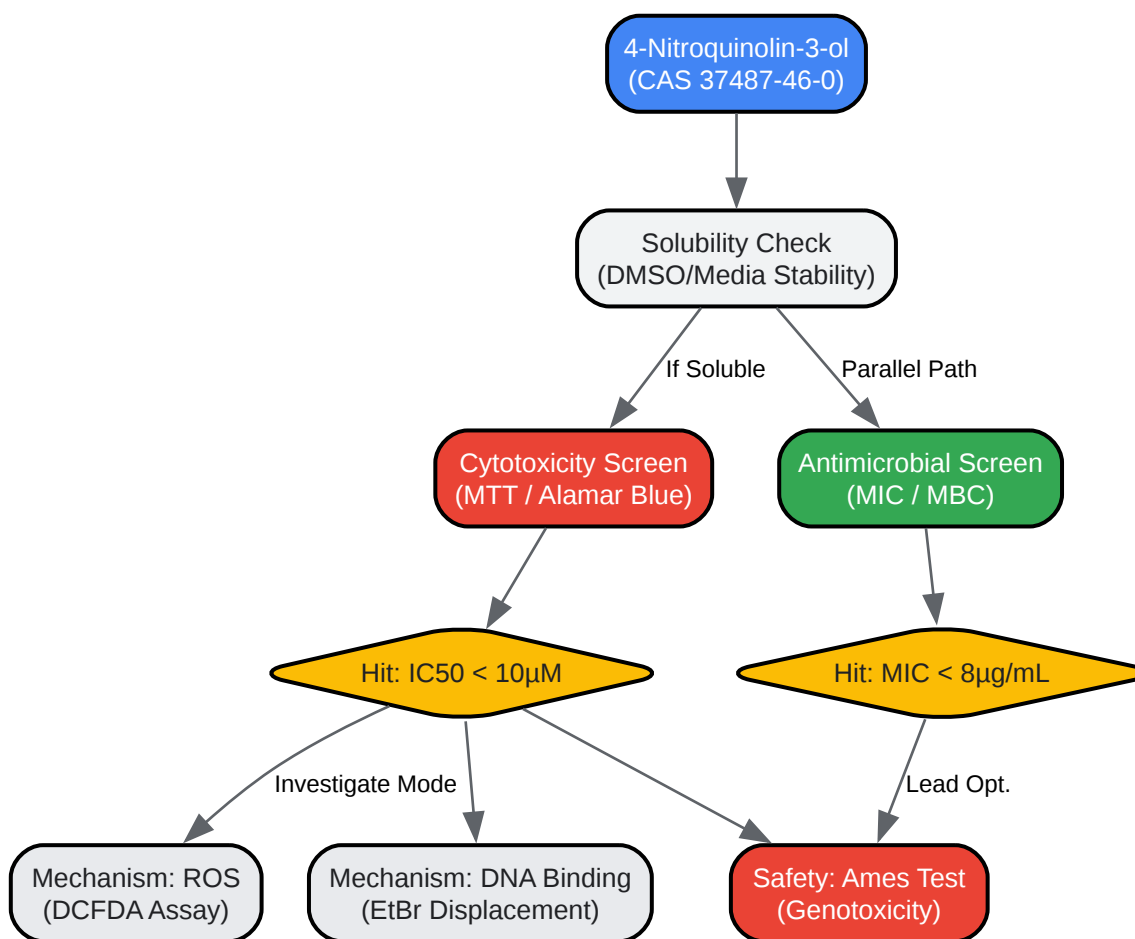 4-Nitroquinolin-3-ol
(CAS 37487-46-0)
Solubility Check
(DMSO/Media Stability)
If Soluble
Parallel Path
Cytotoxicity Screen
(MTT / Alamar Blue)
Antimicrobial Screen
(MIC / MBC)
Hit: IC50 < 10µM
Hit: MIC < 8µg/mL
Investigate Mode
Lead Opt.
Mechanism: ROS
(DCFDA Assay)
Mechanism: DNA Binding
(EtBr Displacement)
Safety: Ames Test
(Genotoxicity)